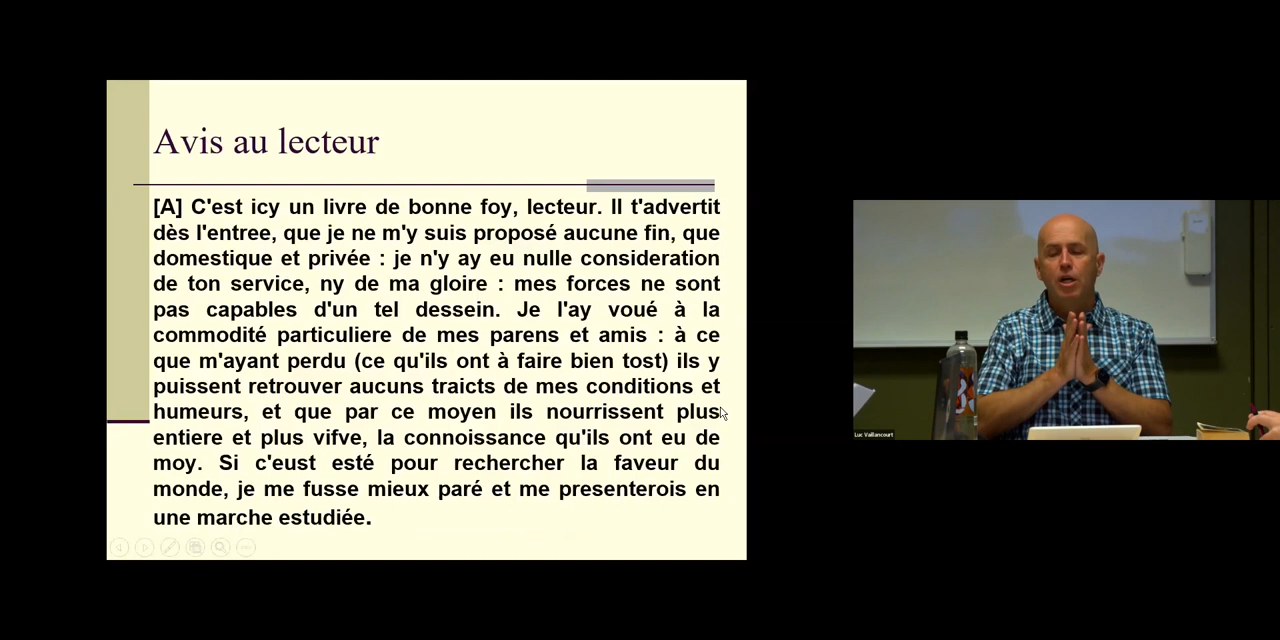 Avis au lecteur
[A] C'est icy un livre de bonne foy, lecteur. Il t'advertit
dès l'entree, que je ne m'y suis proposé aucune fin, que
domestique et privée : je n'y ay eu nulle consideration
de ton service, ny de ma gloire : mes forces ne sont
pas capables d'un tel dessein. Je l'ay voué à la
commodité particuliere de mes parens et amis : à ce
que m'ayant perdu (ce qu'ils ont à faire bien tost) ils y
puissent retrouver aucuns traicts de mes conditions et
humeurs, et que par ce moyen ils nourrissent plus
entiere et plus vifve, la connoissance qu'ils ont eu de
moy. Si c'eust esté pour rechercher la faveur du
monde, je me fusse mieux paré et me presenterois en
une marche estudiée.
Luc Vaillancourt